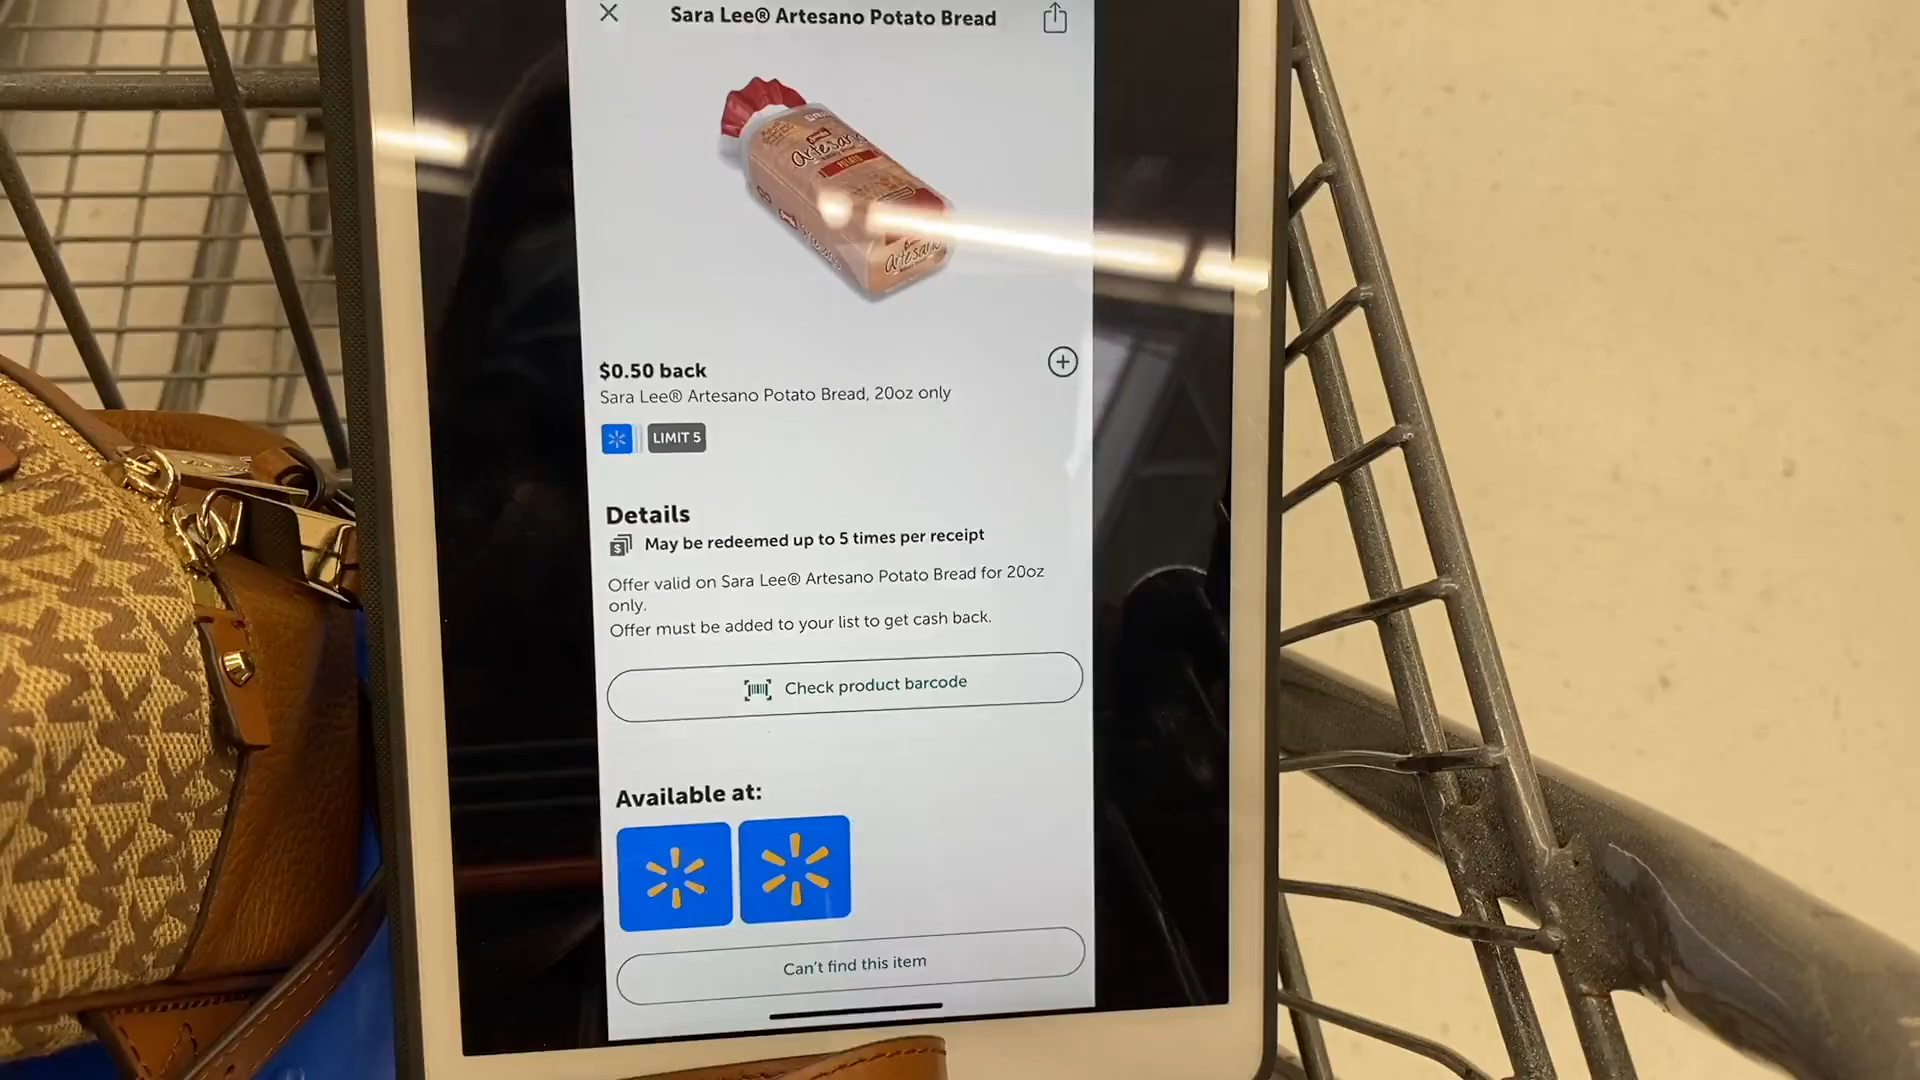 Sara Lee® Artesano Potato Bread
Artesano
POTATO
Artesano
$0.50 back
Sara Lee® Artesano Potato Bread, 20oz only
LIMIT 5
Details
May be redeemed up to 5 times per receipt
Offer valid on Sara Lee® Artesano Potato Bread for 20oz
only.
Offer must be added to your list to get cash back.
Check product barcode
Available at:
Can't find this item